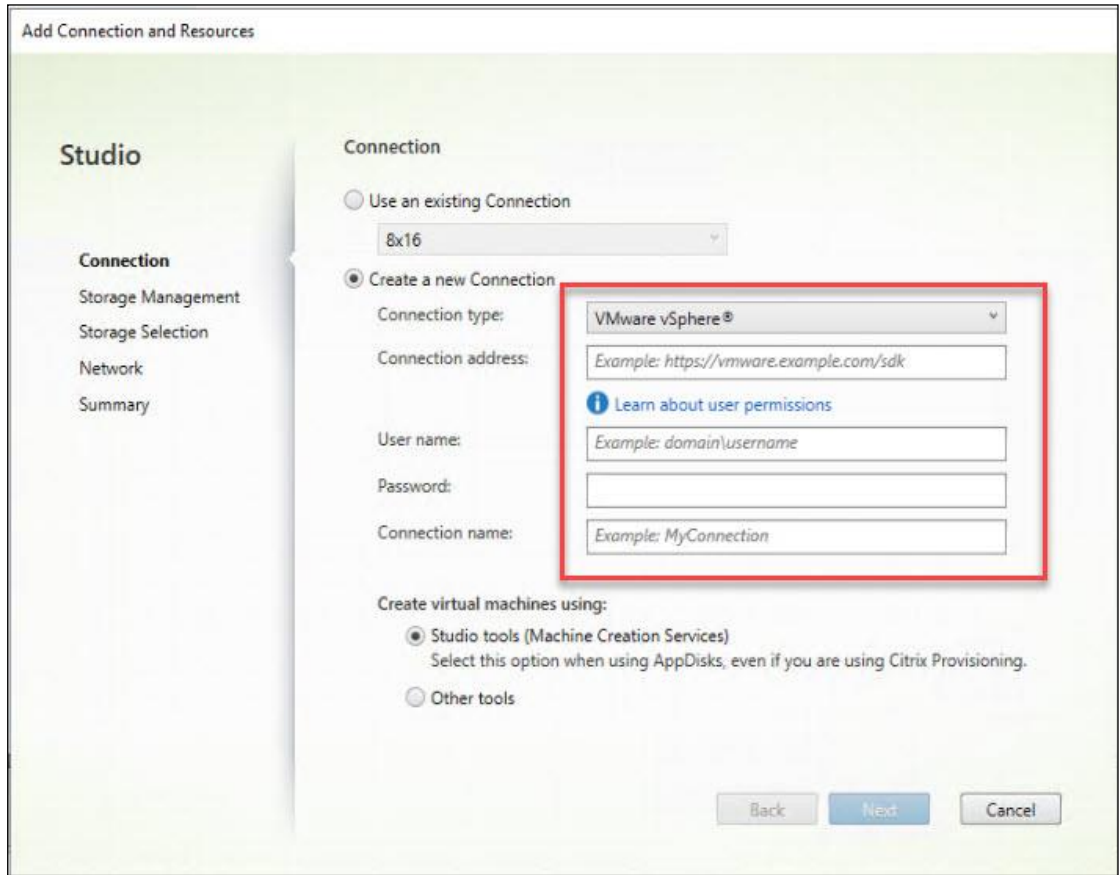 Add Connection and Resources
Studio
Connection
Storage Management
Storage Selection
Network
Summary
Connection
Use an existing Connection
8x16
Create a new Connection
Connection type:
VMware vSphere®
Connection address:
Example: https://vmware.example.com/sdk
Learn about user permissions
User name:
Example: domain\username
Password:
Connection name:
Example: MyConnection
Create virtual machines using:
Studio tools (Machine Creation Services)
Select this option when using AppDisks, even if you are using Citrix Provisioning.
Other tools
Back
Next
Cancel